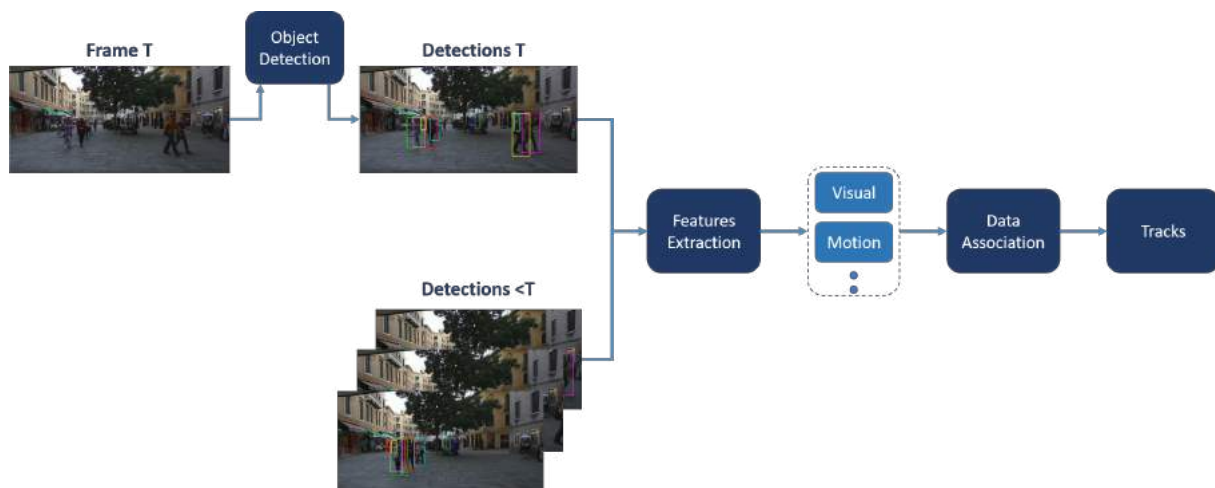 Frame T
Object
Detection
Detections T
Detections <T
Features
Extraction
Visual
Motion
Data
Association
Tracks